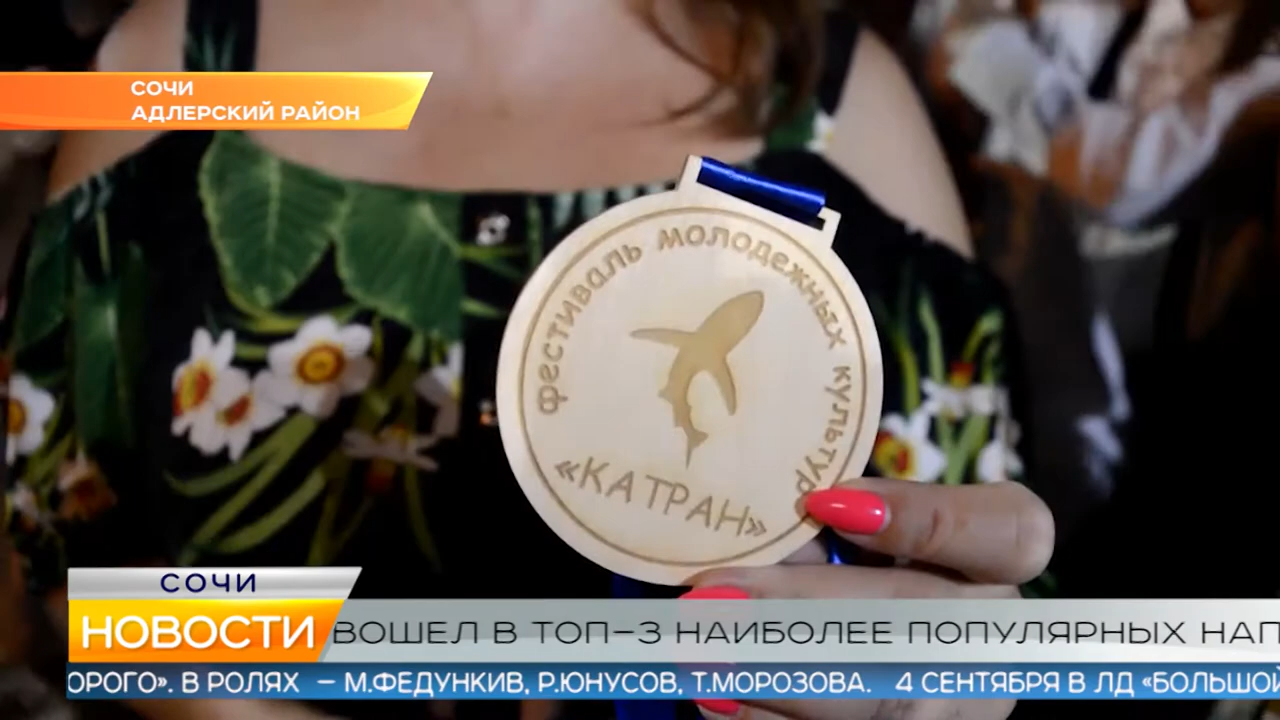 СОЧИ
АДЛЕРСКИЙ РАЙОН
фестиваль молодежных культур
«КАТРАН»
СОЧИ
НОВОСТИ
ВОШЕЛ В ТОП-3 НАИБОЛЕЕ ПОПУЛЯРНЫХ НАП
ОРОГО». В РОЛЯХ – М.ФЕДУНКИВ, Р.ЮНУСОВ, Т.МОРОЗОВА. 4 СЕНТЯБРЯ В ЛД «БОЛЬШОЙ